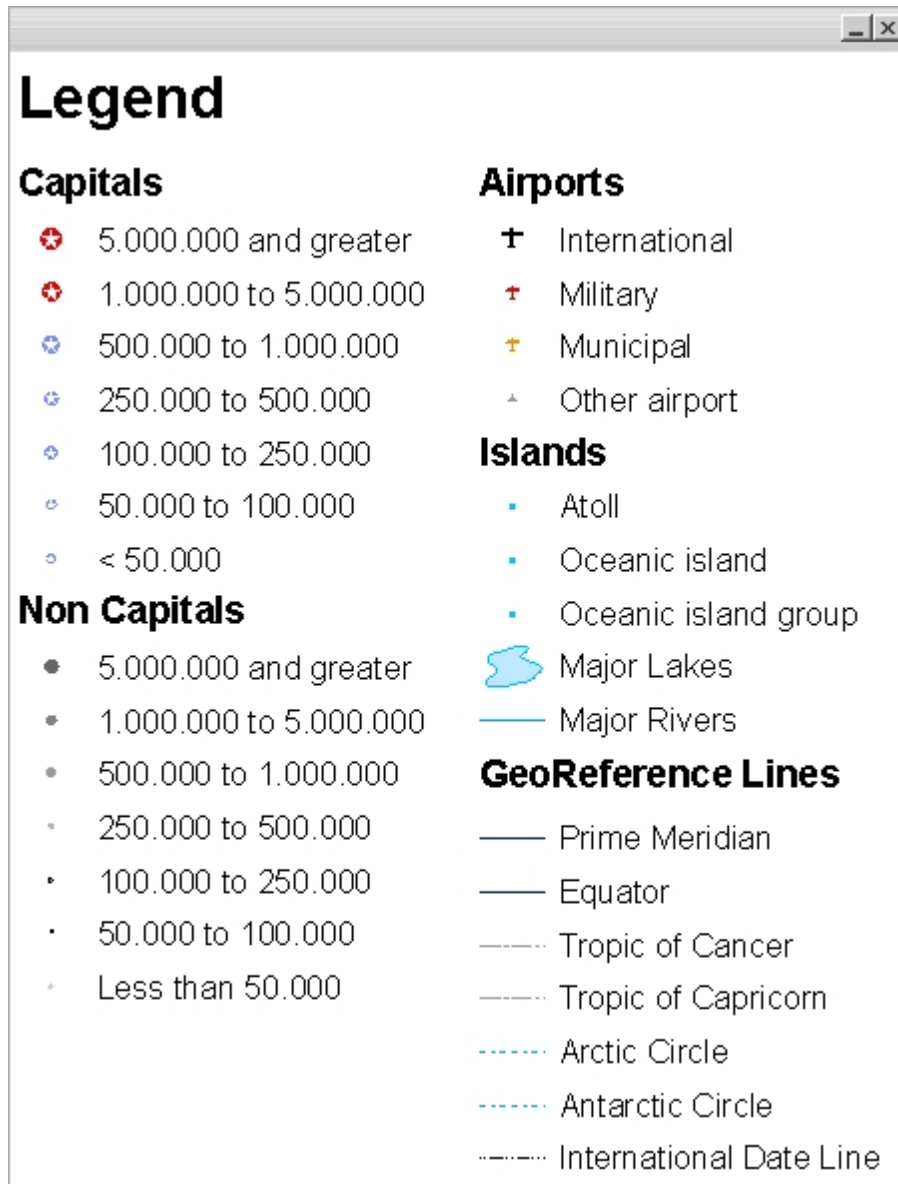 Legend
Capitals
5.000.000 and greater
1.000.000 to 5.000.000
500.000 to 1.000.000
250.000 to 500.000
100.000 to 250.000
50.000 to 100.000
< 50.000
Non Capitals
5.000.000 and greater
1.000.000 to 5.000.000
500.000 to 1.000.000
250.000 to 500.000
100.000 to 250.000
50.000 to 100.000
Less than 50.000
Airports
International
Military
Municipal
Other airport
Islands
Atoll
Oceanic island
Oceanic island group
Major Lakes
Major Rivers
GeoReference Lines
Prime Meridian
Equator
Tropic of Cancer
Tropic of Capricorn
Arctic Circle
Antarctic Circle
International Date Line